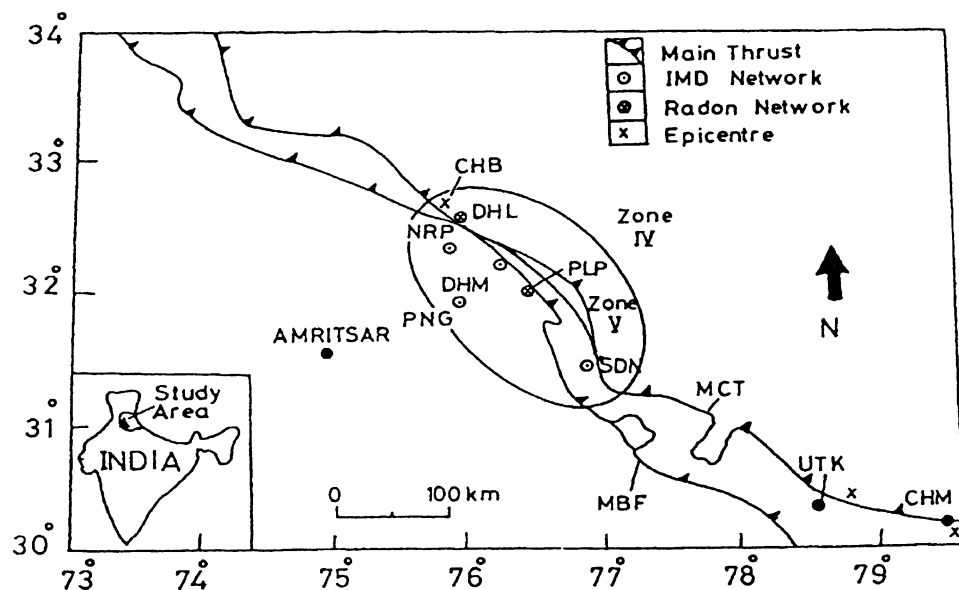 34°
Main Thrust
IMD Network
Radon Network
Epicentre
33°
CHB
DHL
Zone
IV
NRP
32°
DHM
PLP
Zone
V
PNG
N
AMRITSAR
SDN
MCT
Study
Area
31°
INDIA
UTK
0 100 km
MBF
CHM
30°
73° 74° 75° 76° 77° 78° 79°